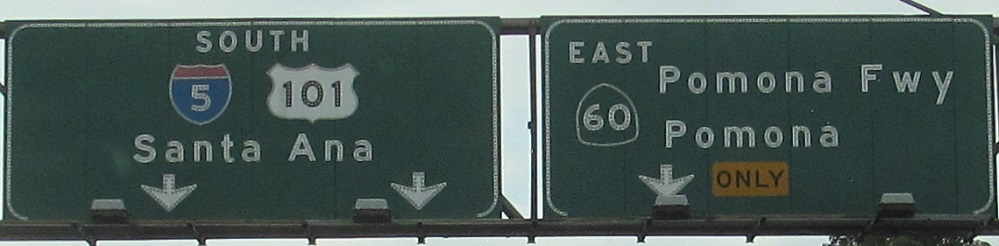 SOUTH
5 101
Santa Ana
EAST
Pomona Fwy
60
Pomona
ONLY